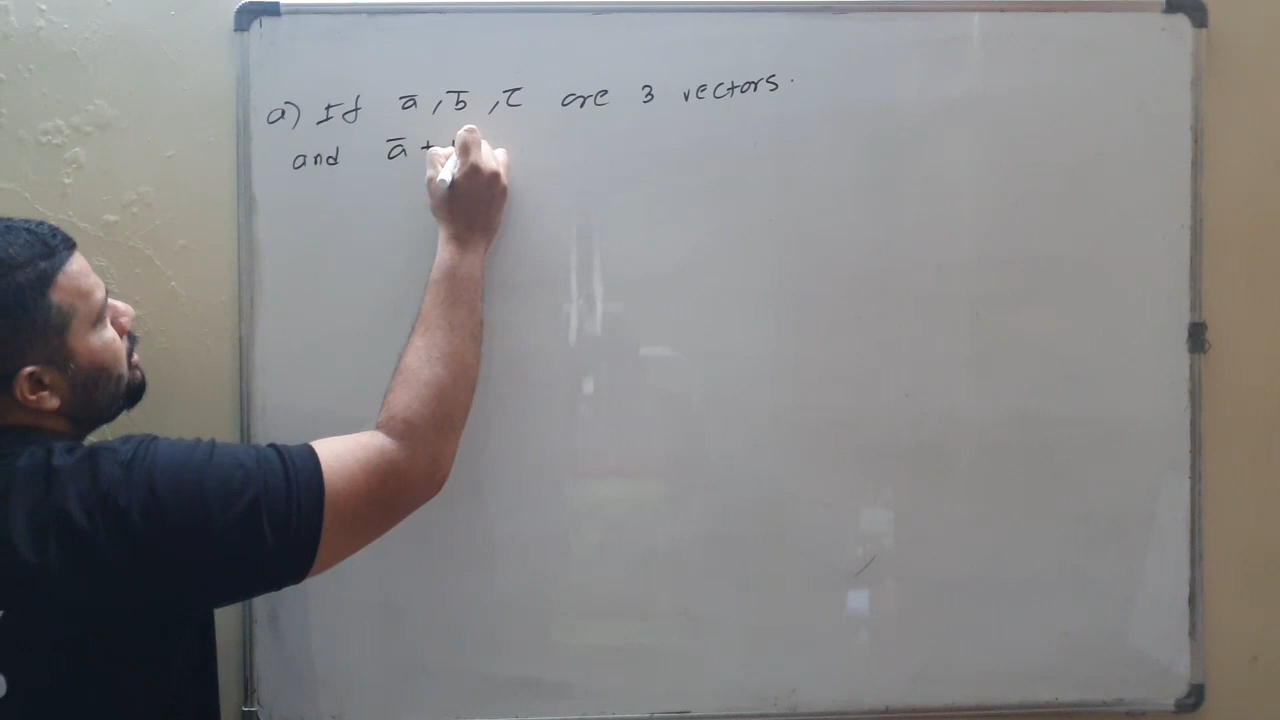 a) If a̅, b̅, c̅ are 3 vectors.
and a̅ +